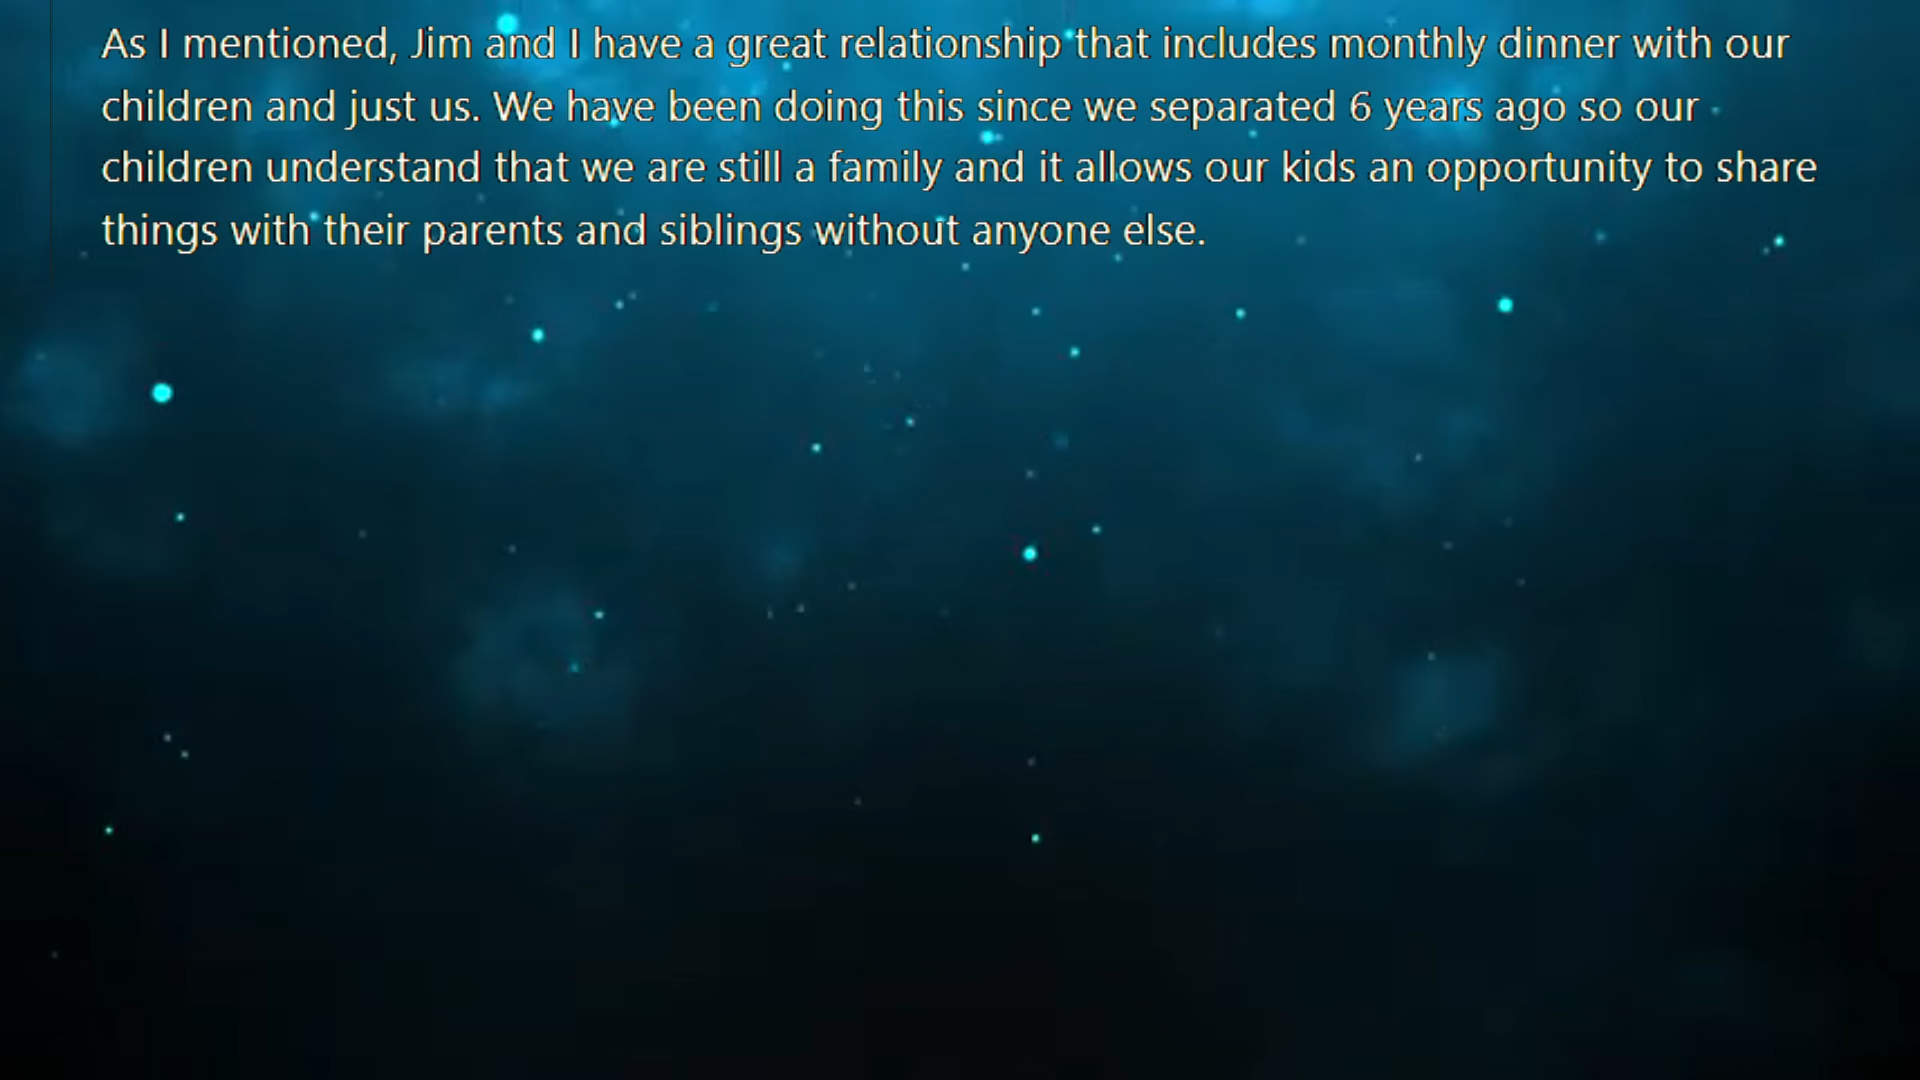 As I mentioned, Jim and I have a great relationship that includes monthly dinner with our
children and just us. We have been doing this since we separated 6 years ago so our
children understand that we are still a family and it allows our kids an opportunity to share
things with their parents and siblings without anyone else.